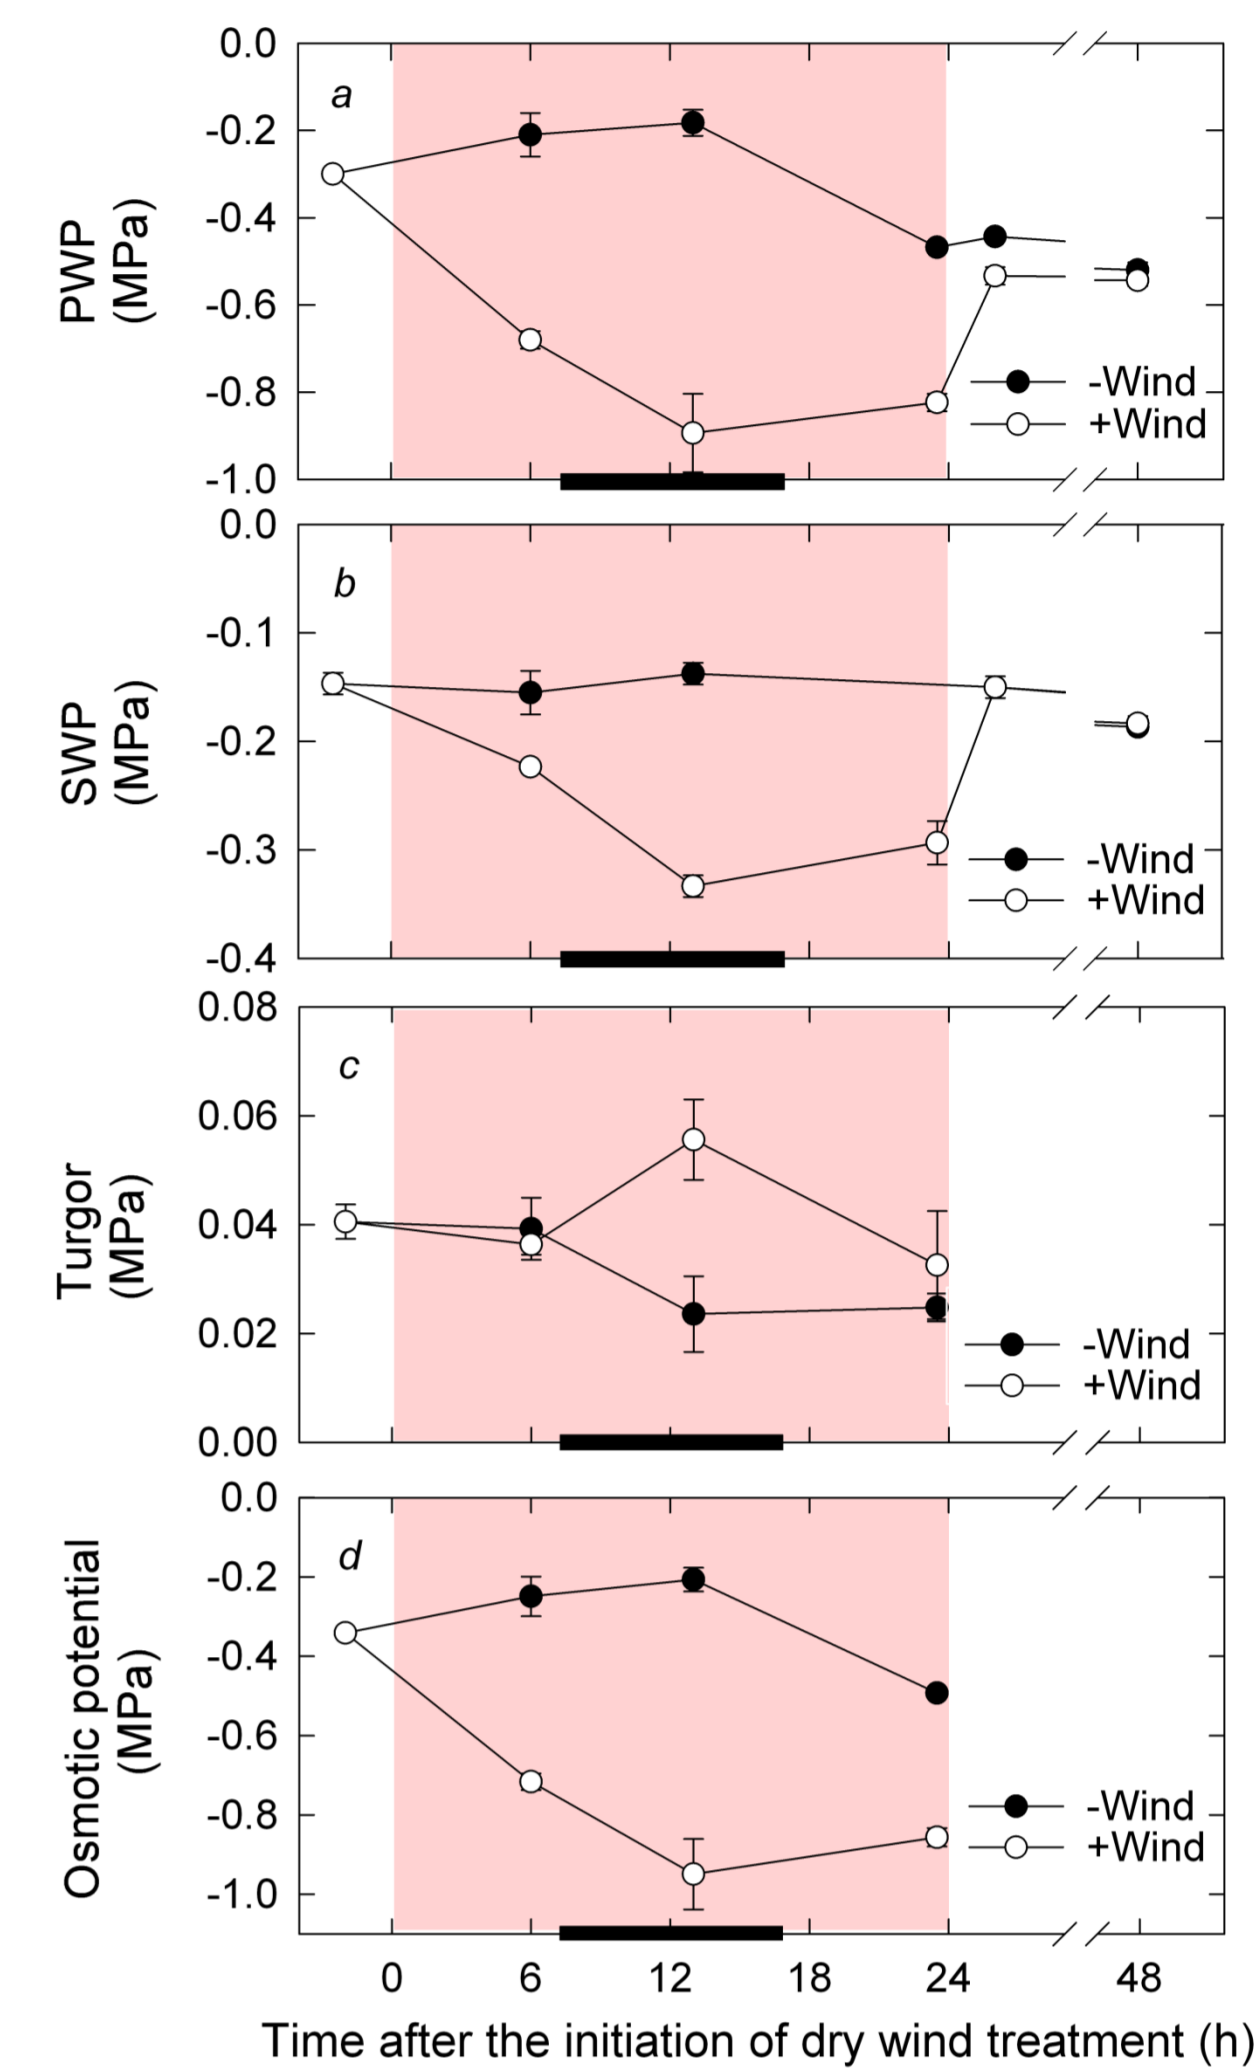 0.0
a
-0.2
-0.4
PWP
(MPa)
-0.6
-0.8
-Wind
+Wind
-1.0
0.0
b
-0.1
-0.2
SWP
(MPa)
-0.3
-Wind
+Wind
-0.4
0.08
c
0.06
0.04
Turgor
(MPa)
0.02
-Wind
+Wind
0.00
0.0
d
-0.2
-0.4
Osmotic potential
(MPa)
-0.6
-0.8
-Wind
+Wind
-1.0
0 6 12 18 24 48
Time after the initiation of dry wind treatment (h)